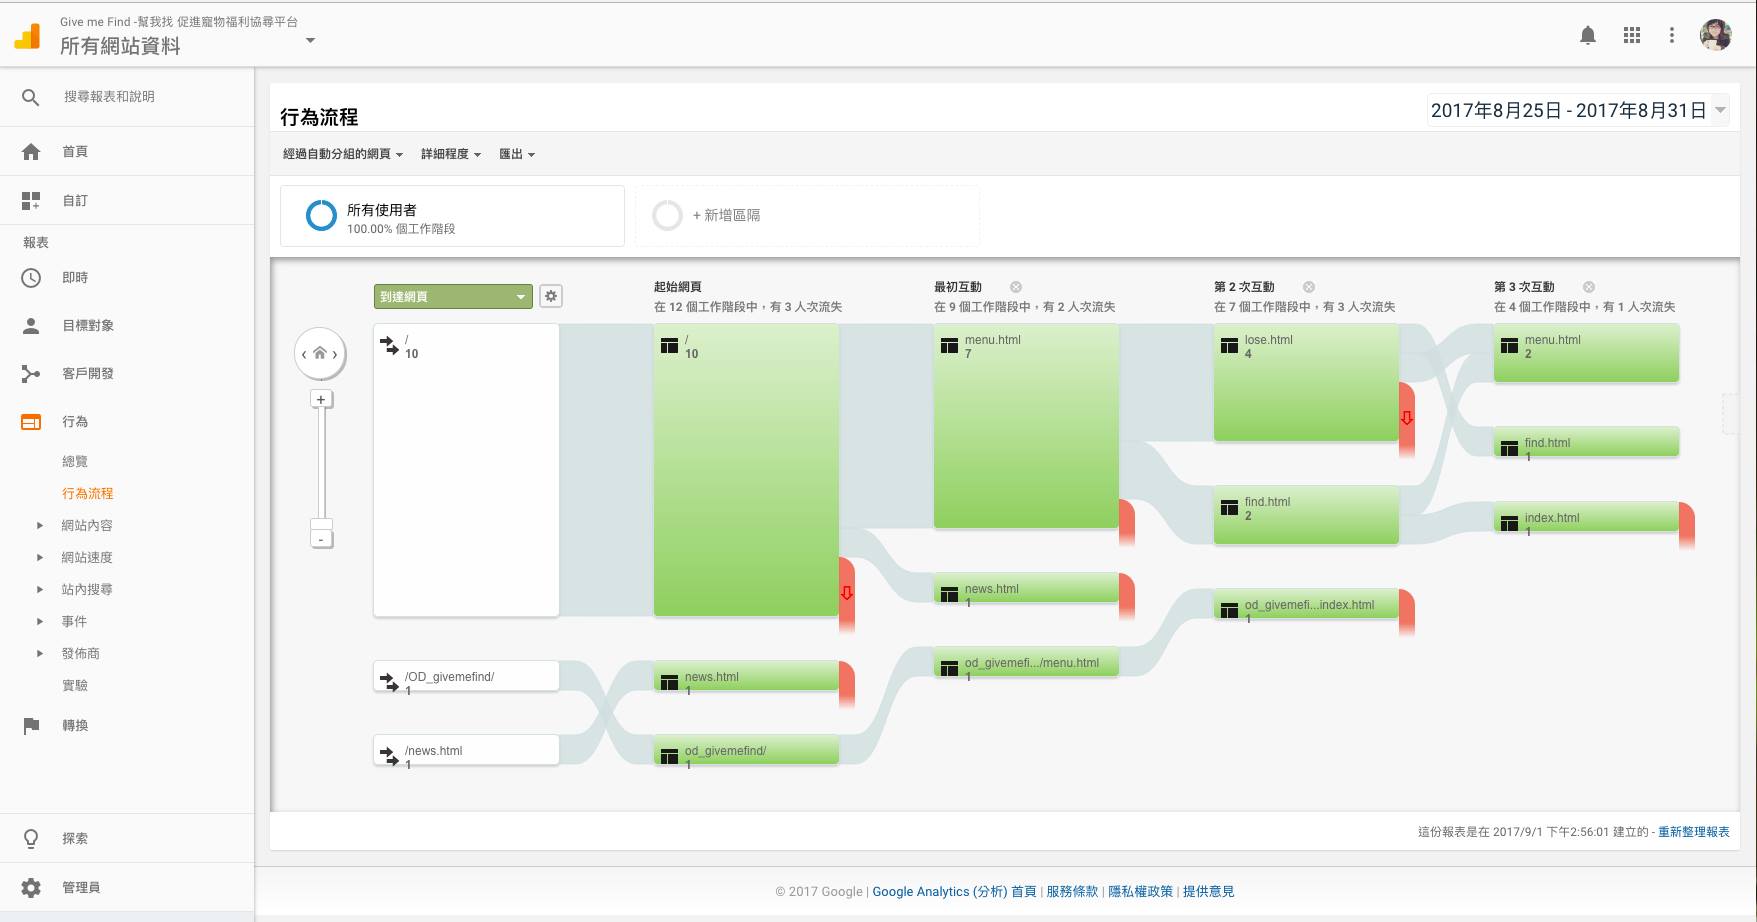 Give me Find -幫我找 促進寵物福利協尋平台
所有網站資料
搜尋報表和說明
首頁
自訂
報表
即時
目標對象
客戶開發
行為
總覽
行為流程
網站內容
網站速度
站內搜尋
事件
發佈商
實驗
轉換
探索
管理員
行為流程
2017年8月25日 - 2017年8月31日
經過自動分組的網頁 詳細程度 匯出
所有使用者
100.00% 個工作階段
+ 新增區隔
到達網頁
+
-
/
10
/OD_givemefind/
1
/news.html
1
起始網頁
在 12 個工作階段中，有 3 人次流失
/
10
news.html
1
od_givemefind/
1
最初互動
在 9 個工作階段中，有 2 人次流失
menu.html
7
news.html
1
od_givemefi.../menu.html
1
第 2 次互動
在 7 個工作階段中，有 3 人次流失
lose.html
4
find.html
2
od_givemefi...index.html
1
第 3 次互動
在 4 個工作階段中，有 1 人次流失
menu.html
2
find.html
1
index.html
1
這份報表是在 2017/9/1 下午2:56:01 建立的 - 重新整理報表
© 2017 Google | Google Analytics (分析) 首頁 | 服務條款 | 隱私權政策 | 提供意見